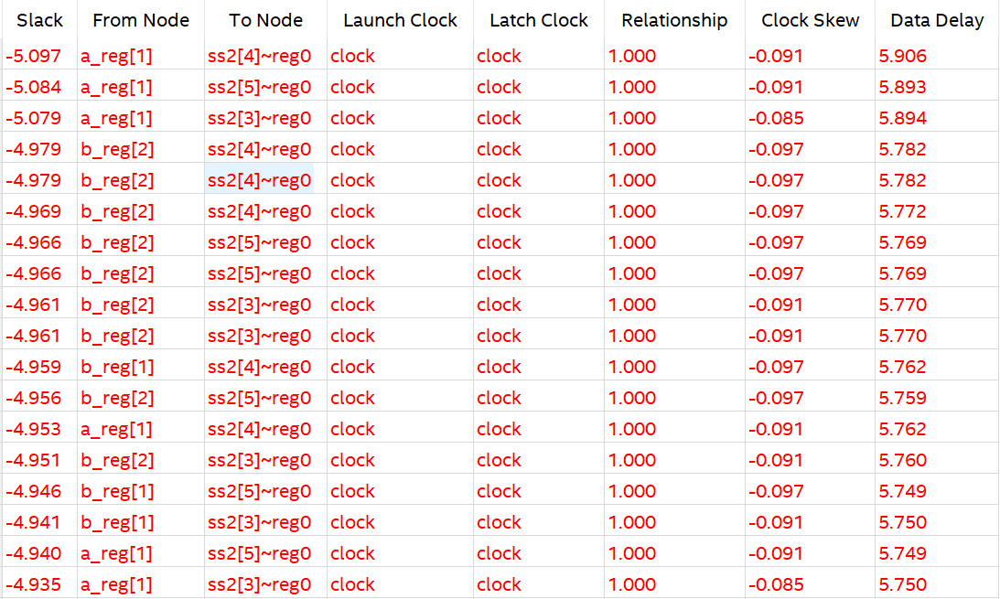 Slack From Node To Node Launch Clock Latch Clock Relationship Clock Skew Data Delay
-5.097 a_reg[1] ss2[4]~reg0 clock clock 1.000 -0.091 5.906
-5.084 a_reg[1] ss2[5]~reg0 clock clock 1.000 -0.091 5.893
-5.079 a_reg[1] ss2[3]~reg0 clock clock 1.000 -0.085 5.894
-4.979 b_reg[2] ss2[4]~reg0 clock clock 1.000 -0.097 5.782
-4.979 b_reg[2] ss2[4]~reg0 clock clock 1.000 -0.097 5.782
-4.969 b_reg[2] ss2[4]~reg0 clock clock 1.000 -0.097 5.772
-4.966 b_reg[2] ss2[5]~reg0 clock clock 1.000 -0.097 5.769
-4.966 b_reg[2] ss2[5]~reg0 clock clock 1.000 -0.097 5.769
-4.961 b_reg[2] ss2[3]~reg0 clock clock 1.000 -0.091 5.770
-4.961 b_reg[2] ss2[3]~reg0 clock clock 1.000 -0.091 5.770
-4.959 b_reg[1] ss2[4]~reg0 clock clock 1.000 -0.097 5.762
-4.956 b_reg[2] ss2[5]~reg0 clock clock 1.000 -0.097 5.759
-4.953 a_reg[1] ss2[4]~reg0 clock clock 1.000 -0.091 5.762
-4.951 b_reg[2] ss2[3]~reg0 clock clock 1.000 -0.091 5.760
-4.946 b_reg[1] ss2[5]~reg0 clock clock 1.000 -0.097 5.749
-4.941 b_reg[1] ss2[3]~reg0 clock clock 1.000 -0.091 5.750
-4.940 a_reg[1] ss2[5]~reg0 clock clock 1.000 -0.091 5.749
-4.935 a_reg[1] ss2[3]~reg0 clock clock 1.000 -0.085 5.750